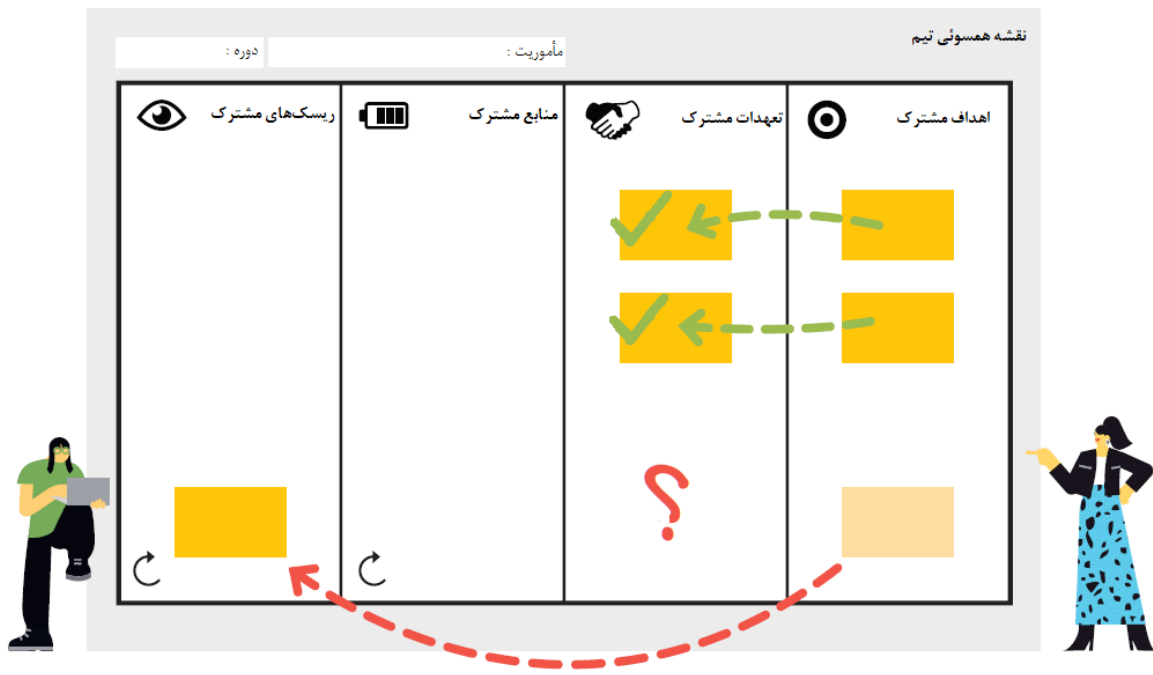 نقشه همسوئی تیم
مأموریت :
دوره :
اهداف مشترک
تعهدات مشترک
منابع مشترک
ریسک‌های مشترک
؟